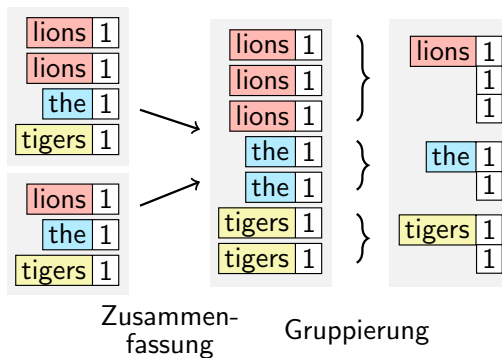 lions 1
lions 1
the 1
tigers 1
lions 1
the 1
tigers 1
lions 1
lions 1
lions 1
the 1
the 1
tigers 1
tigers 1
lions 1
1
1
the 1
1
tigers 1
1
Zusammen-
fassung
Gruppierung